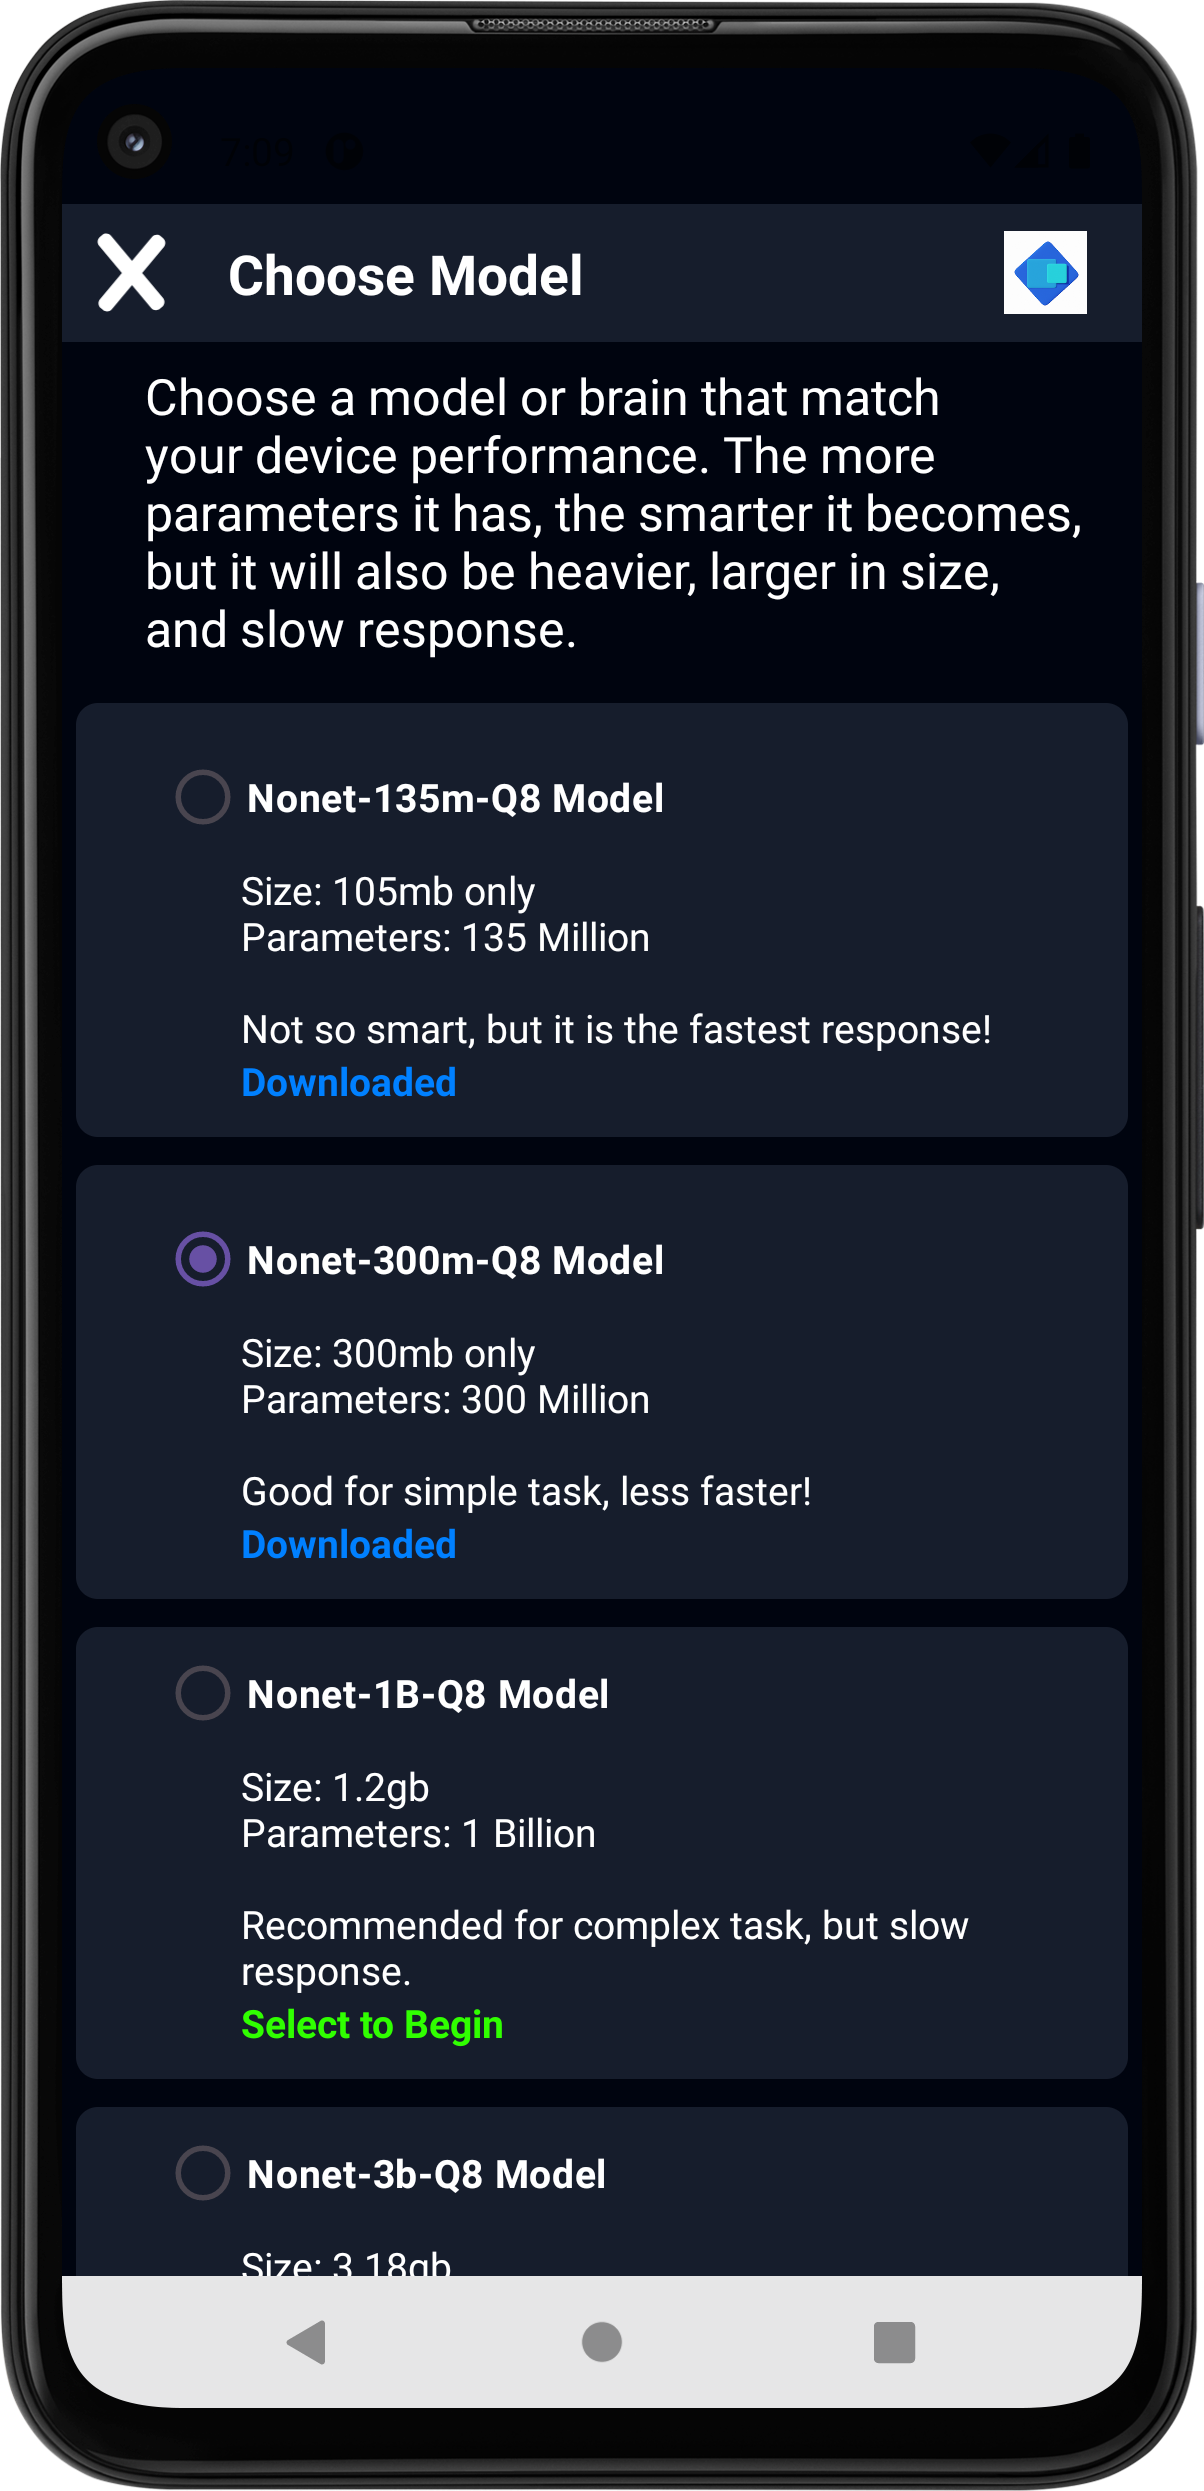 7:09
Choose Model
Choose a model or brain that match
your device performance. The more
parameters it has, the smarter it becomes,
but it will also be heavier, larger in size,
and slow response.
Nonet-135m-Q8 Model
Size: 105mb only
Parameters: 135 Million
Not so smart, but it is the fastest response!
Downloaded
Nonet-300m-Q8 Model
Size: 300mb only
Parameters: 300 Million
Good for simple task, less faster!
Downloaded
Nonet-1B-Q8 Model
Size: 1.2gb
Parameters: 1 Billion
Recommended for complex task, but slow
response.
Select to Begin
Nonet-3b-Q8 Model
Size: 3.18gb